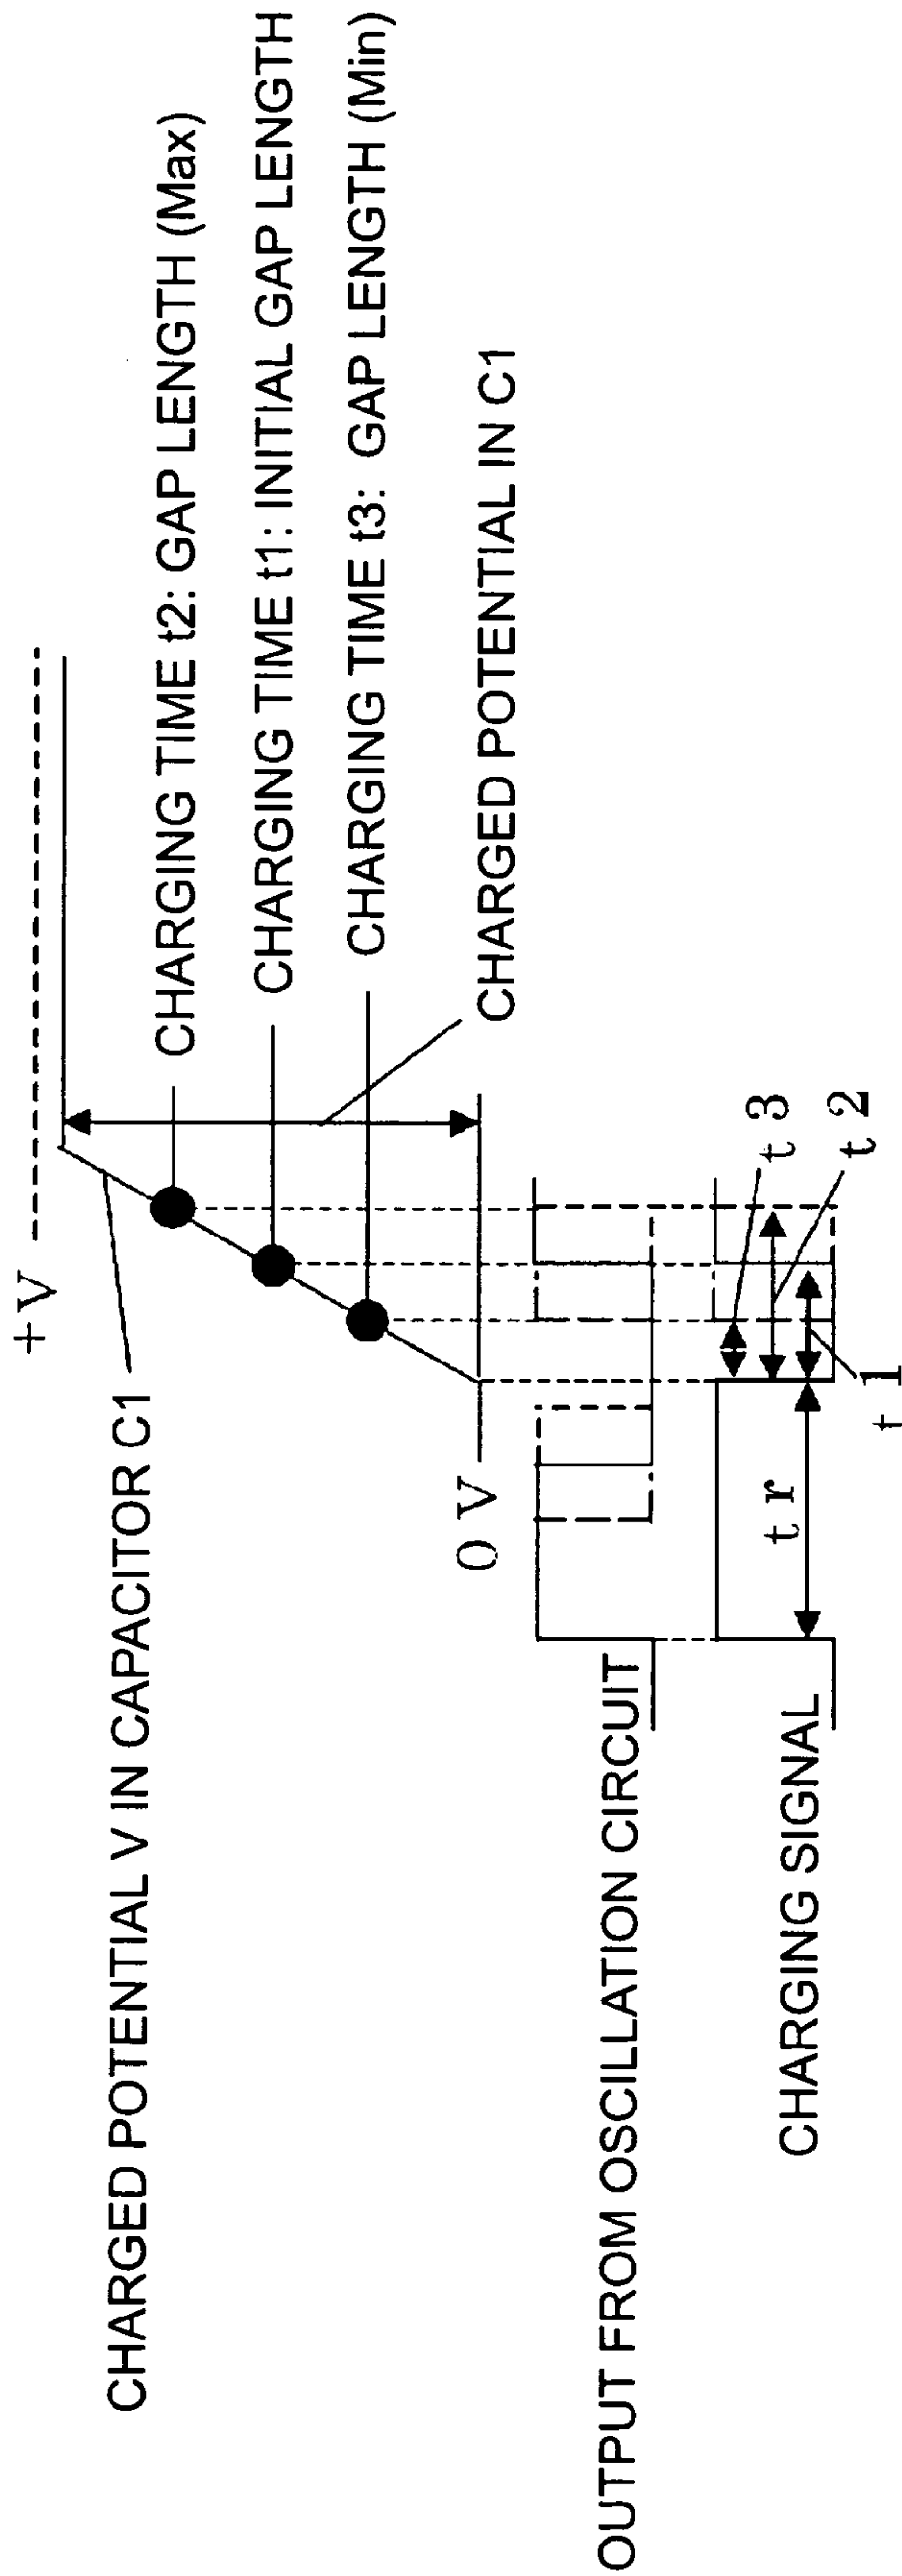 +V
CHARGED POTENTIAL V IN CAPACITOR C1
CHARGING TIME t2: GAP LENGTH (Max)
CHARGING TIME t1: INITIAL GAP LENGTH
CHARGING TIME t3: GAP LENGTH (Min)
0 V
CHARGED POTENTIAL IN C1
OUTPUT FROM OSCILLATION CIRCUIT
CHARGING SIGNAL
t r
t 3
t 2
t 1